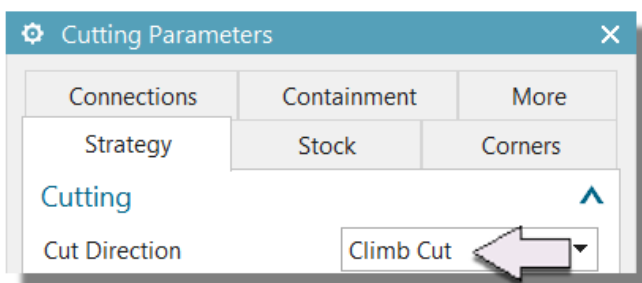 Cutting Parameters
Connections Containment More
Strategy Stock Corners
Cutting
Cut Direction Climb Cut